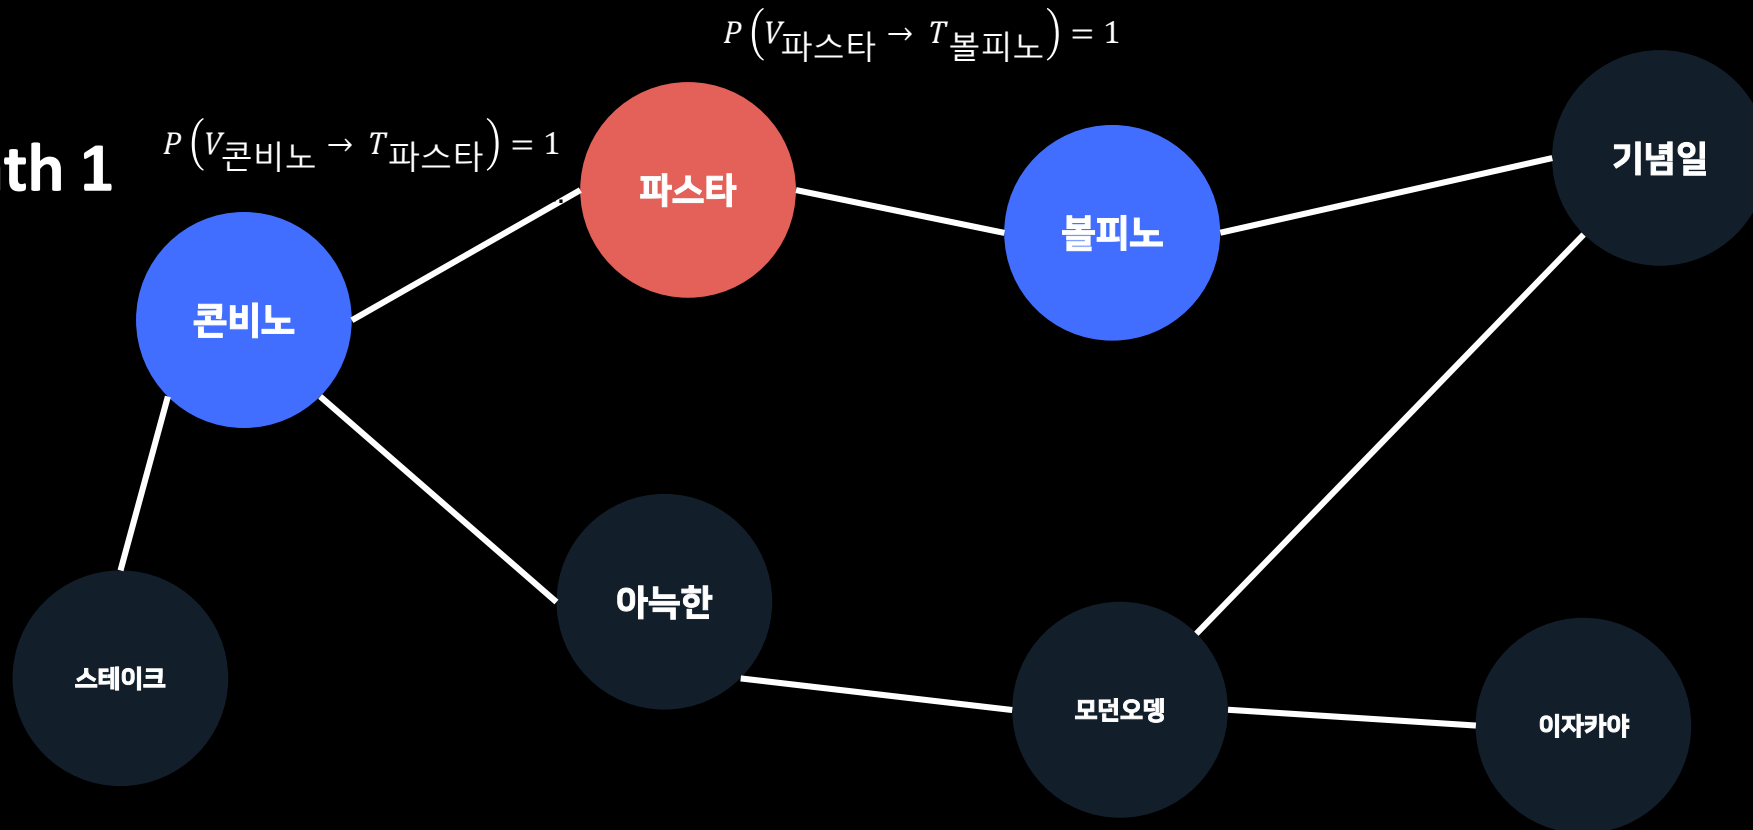 P(V파스타 → T볼피노) = 1
th 1
P(V콘비노 → T파스타) = 1
파스타
기념일
볼피노
콘비노
아늑한
스테이크
모던오뎅
이자카야